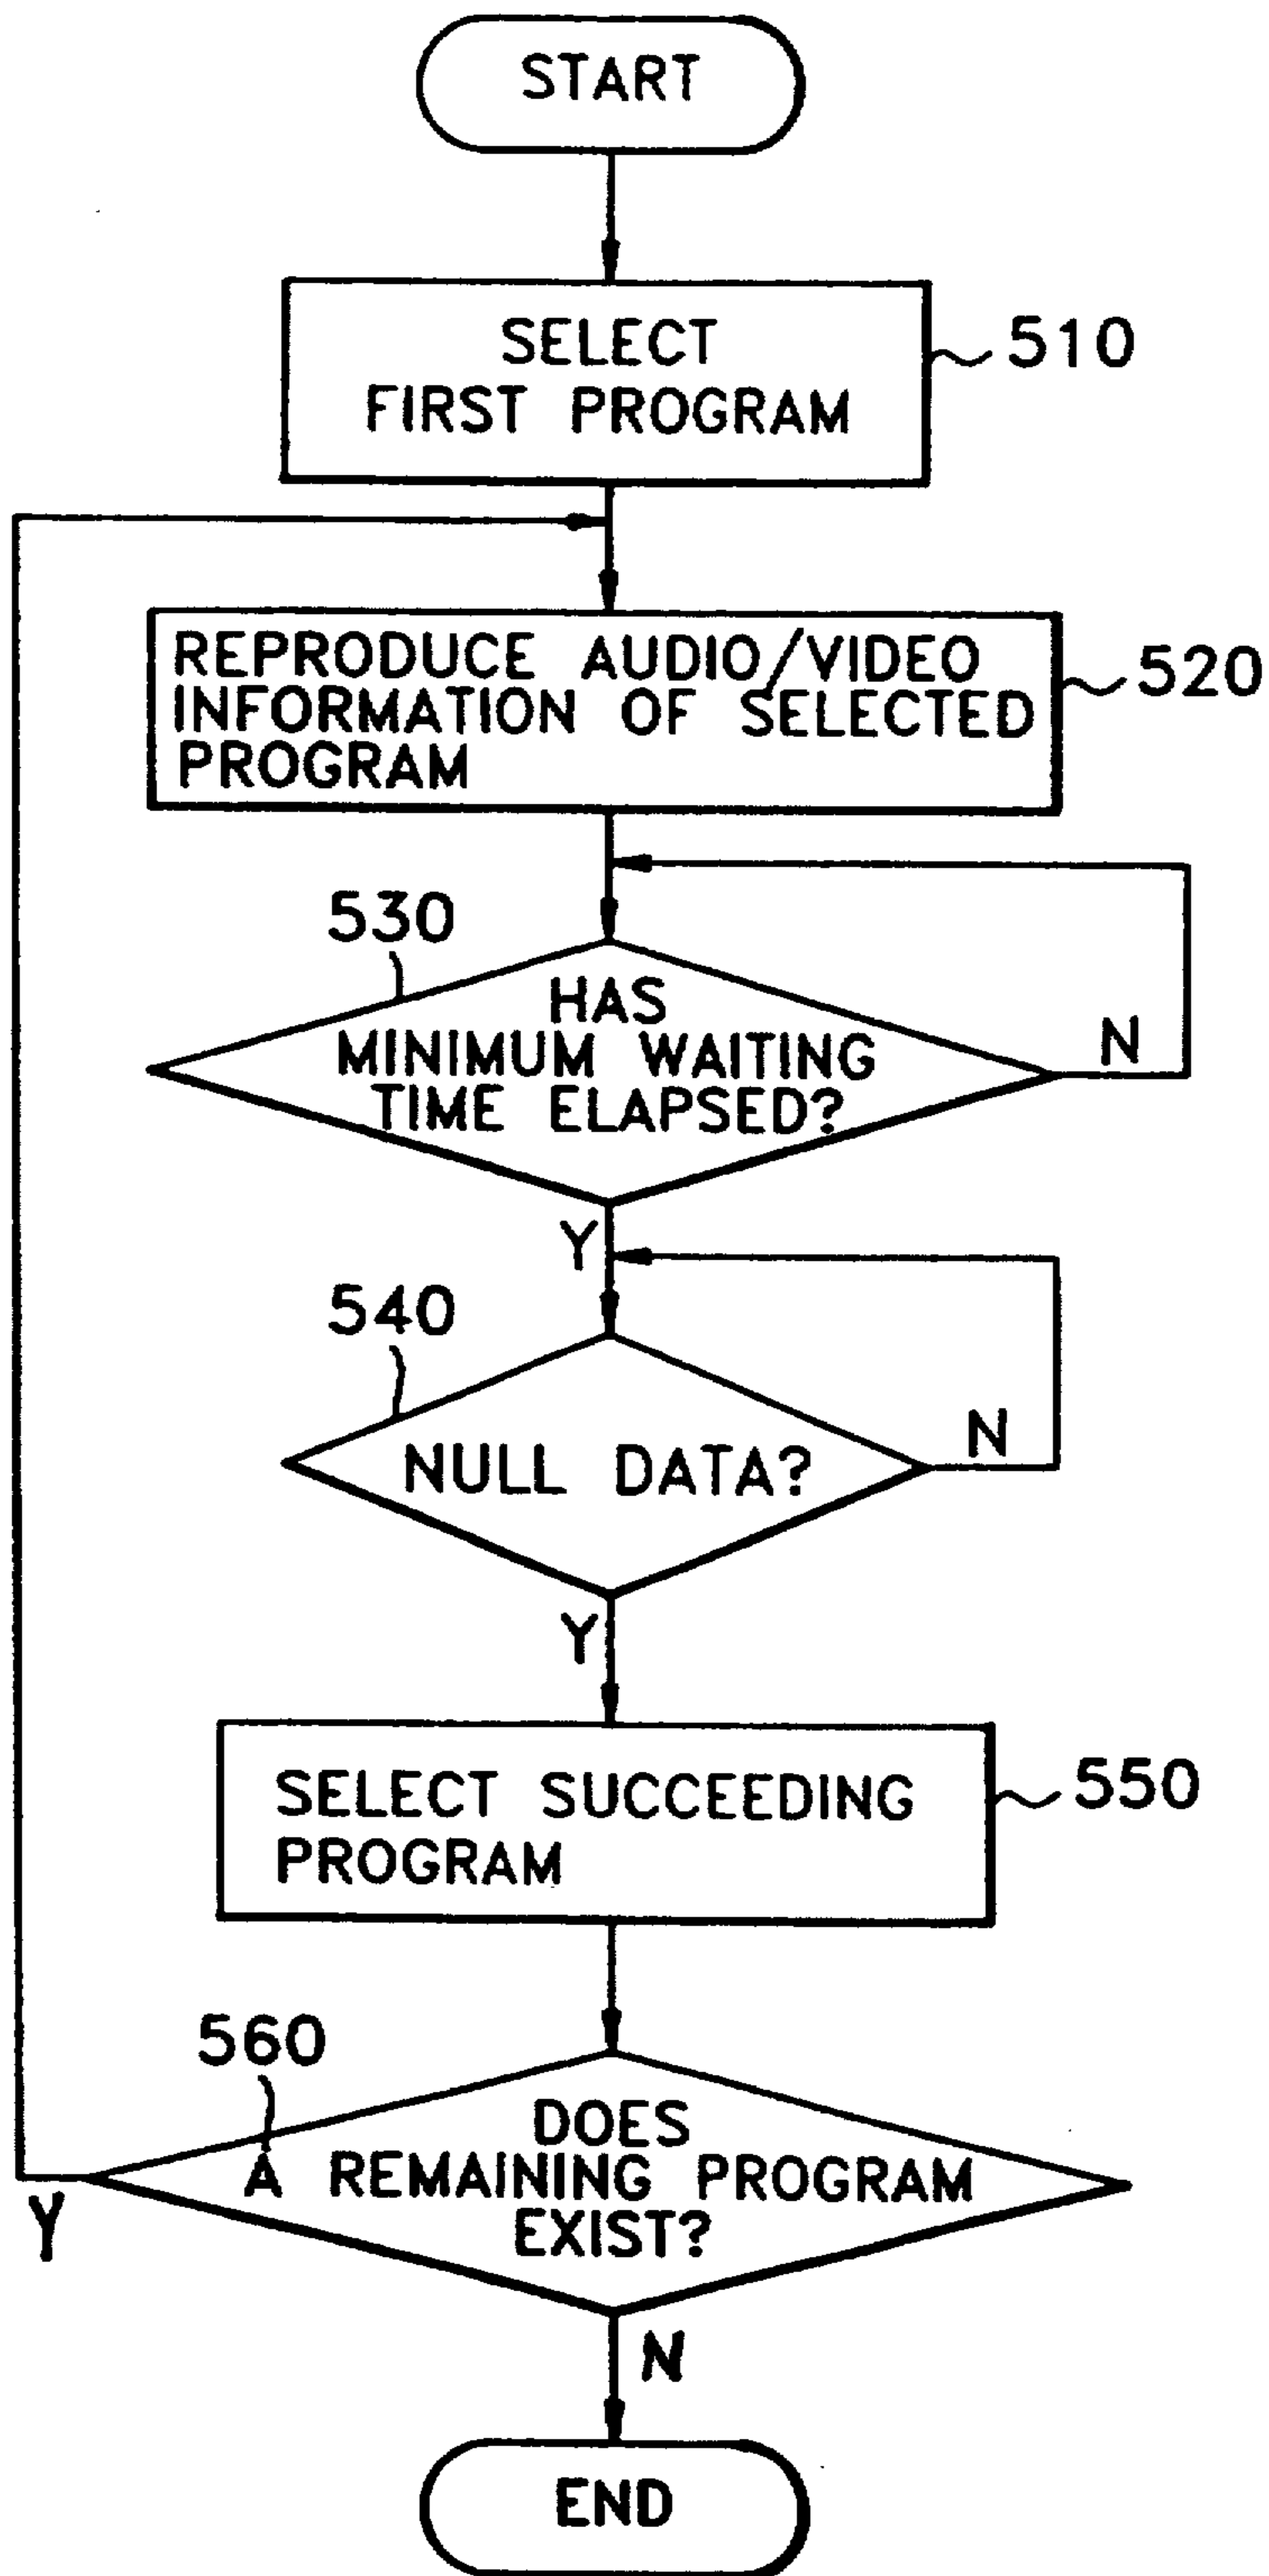 START
SELECT
FIRST PROGRAM
510
REPRODUCE AUDIO/VIDEO
INFORMATION OF SELECTED
PROGRAM
520
530
HAS
MINIMUM WAITING
TIME ELAPSED?
N
Y
540
NULL DATA?
N
Y
SELECT SUCCEEDING
PROGRAM
550
560
DOES
A REMAINING PROGRAM
EXIST?
Y
N
END